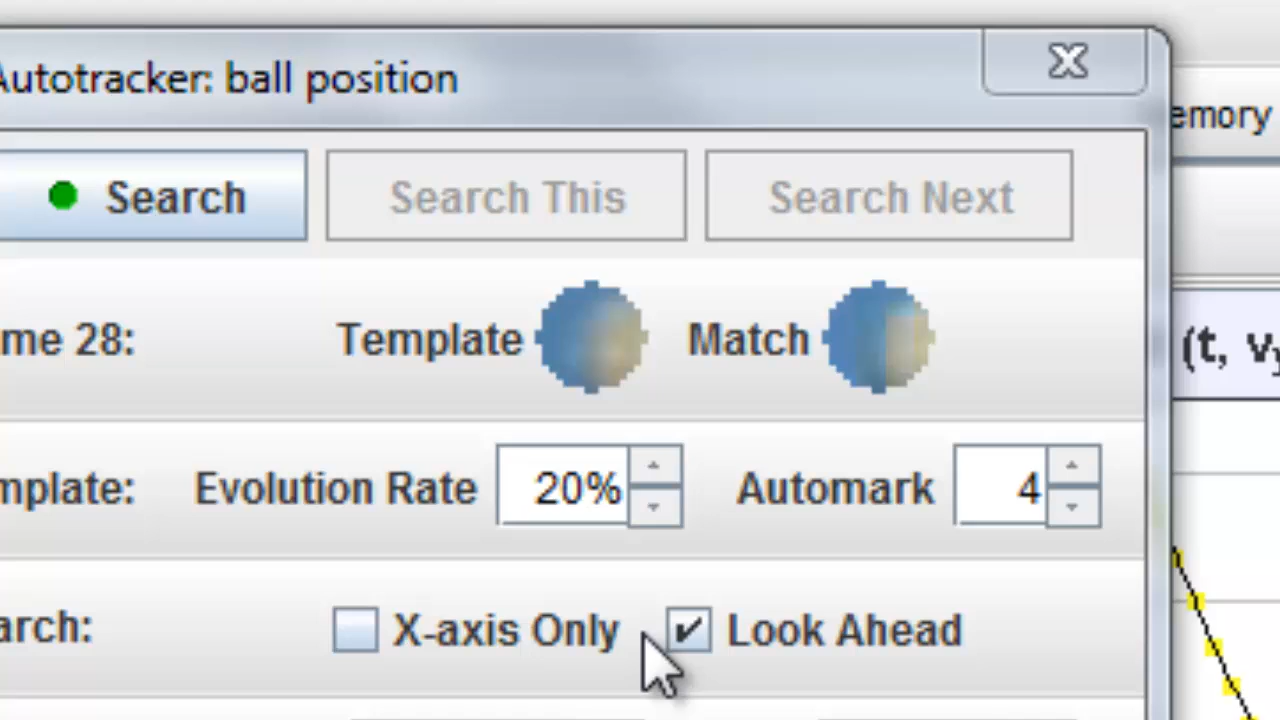 Autotracker: ball position
emory
Search Search This Search Next
me 28: Template Match
(t, v
mplate: Evolution Rate 20% Automark 4
arch: X-axis Only Look Ahead